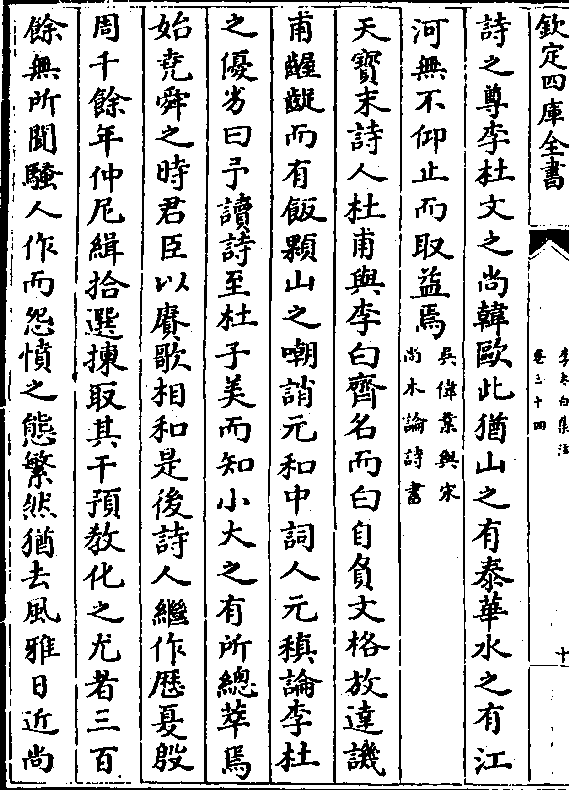 欽定四庫全書
李太白集注
卷三十四
十
詩之尊李杜文之尚韓歐此猶山之有泰華水之有江
河無不仰止而取益焉
吳偉業與宋
尚木論詩書
天寶末詩人杜甫與李白齊名而白自負文格放達譏
甫齷齪而有飯顆山之嘲誚元和中詞人元稹論李杜
之優劣曰予讀詩至杜子美而知小大之有所總萃焉
始堯舜之時君臣以賡歌相和是後詩人繼作歴夏殷
周千餘年仲尼緝拾選揀取其干預教化之尤者三百
餘無所聞騷人作而怨憤之態繁然猶去風雅日近尚